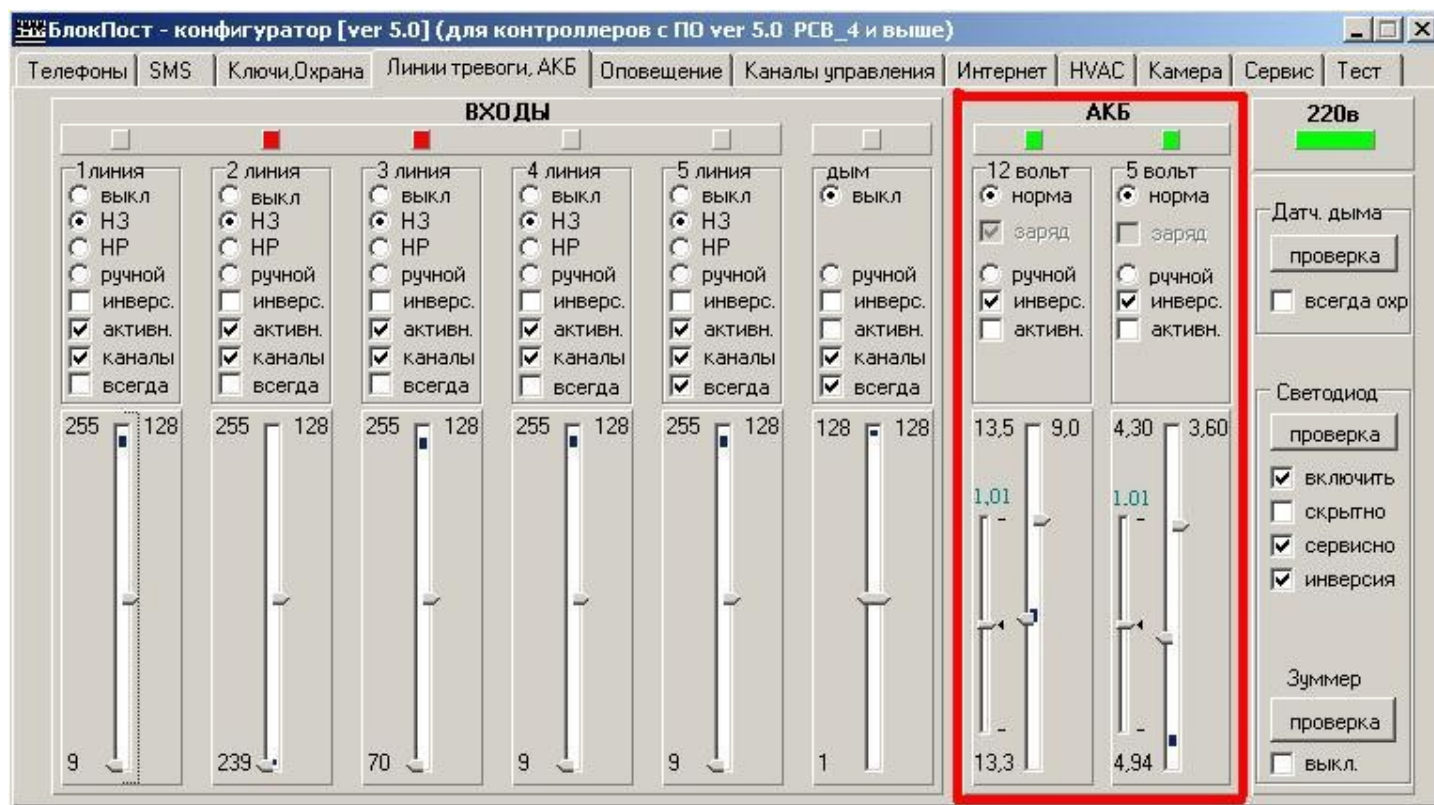 БлокПост - конфигуратор [ver 5.0] (для контроллеров с ПО ver 5.0 PCB_4 и выше)
Телефоны SMS Ключи,Охрана Линии тревоги, АКБ Оповещение Каналы управления Интернет HVAC Камера Сервис Тест
ВХОДЫ АКБ 220в
1линия 2 линия 3 линия 4 линия 5 линия дым 12 вольт 5 вольт
выкл выкл выкл выкл выкл выкл норма норма
Датч. дыма
НЗ НЗ НЗ НЗ НЗ
НР НР НР НР НР заряд заряд
проверка
ручной ручной ручной ручной ручной ручной ручной ручной
инверс. инверс. инверс. инверс. инверс. инверс. инверс. инверс. всегда охр
активн. активн. активн. активн. активн. активн. активн. активн.
каналы каналы каналы каналы каналы каналы
всегда всегда всегда всегда всегда всегда
Светодиод
255 128 255 128 255 128 255 128 255 128 128 128 13,5 9,0 4,30 3,60
проверка
включить
1,01 1.01
скрытно
сервисно
инверсия
Зуммер
проверка
9 239 70 9 9 1 13,3 4,94 выкл.